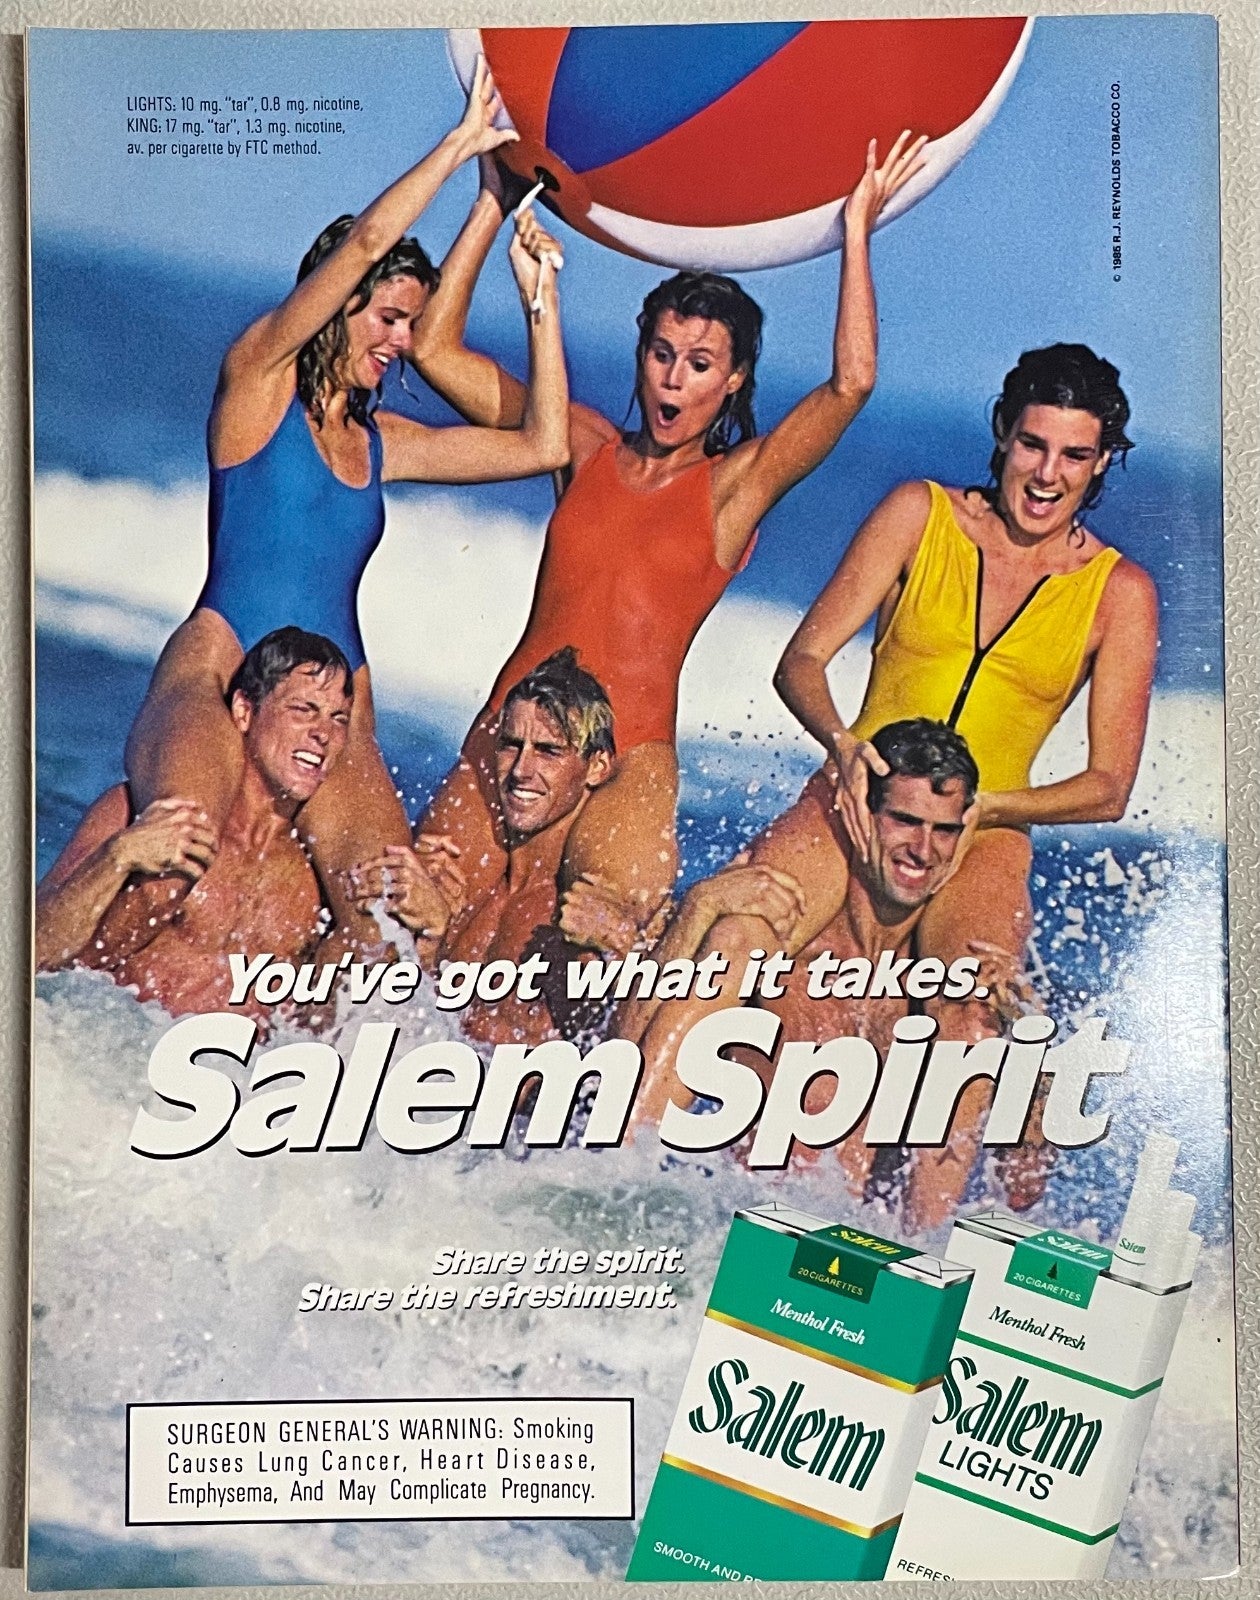 LIGHTS: 10 mg. "tar", 0.8 mg. nicotine,
KING: 17 mg. "tar", 1.3 mg. nicotine,
av. per cigarette by FTC method.
© 1985 R.J. REYNOLDS TOBACCO CO.
You've got what it takes.
Salem Spirit
Share the spirit.
Share the refreshment.
Salem
20 CIGARETTES
Menthol Fresh
Salem
SMOOTH AND
Salem
Salem
20 CIGARETTES
Menthol Fresh
Salem
LIGHTS
SURGEON GENERAL'S WARNING: Smoking
Causes Lung Cancer, Heart Disease,
Emphysema, And May Complicate Pregnancy.